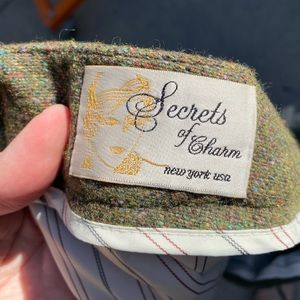 Secrets
of
Charm
new york usa